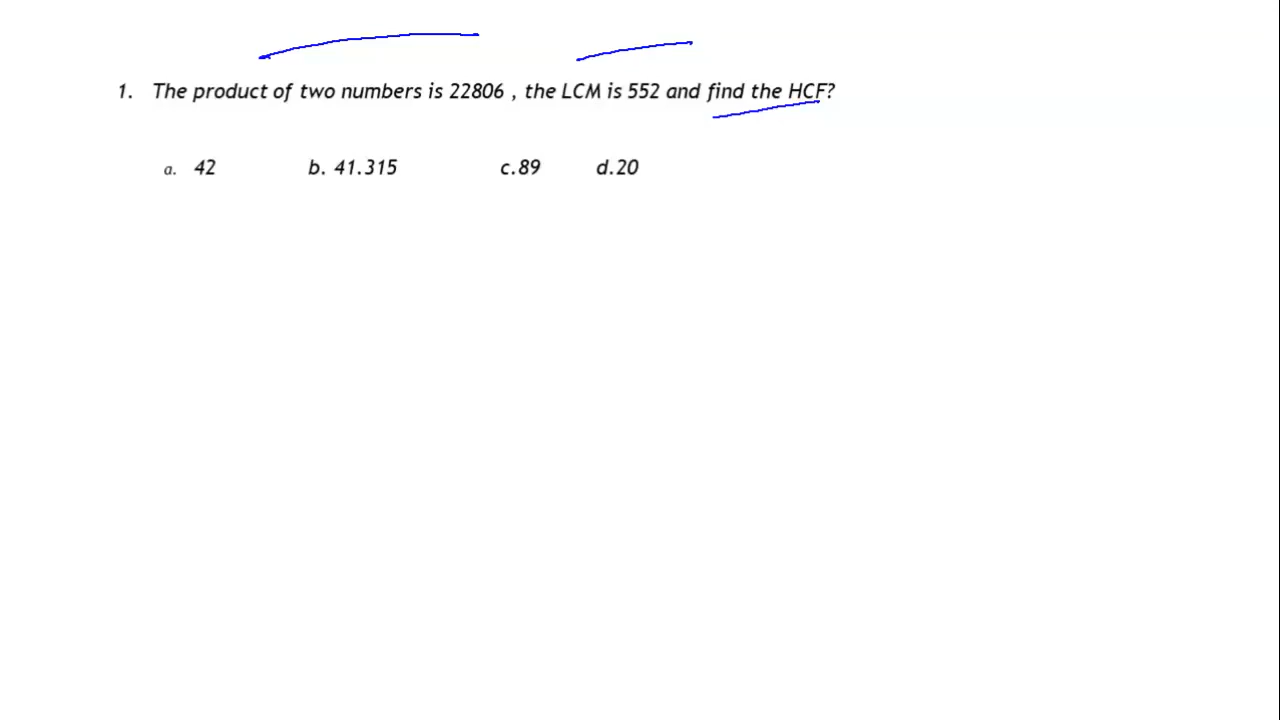 1. The product of two numbers is 22806 , the LCM is 552 and find the HCF?
a. 42 b. 41.315 c.89 d.20